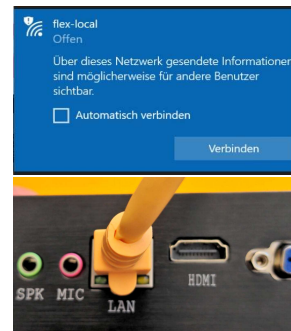 flex-local
Offen
Über dieses Netzwerk gesendete Informationen
sind möglicherweise für andere Benutzer
sichtbar.
Automatisch verbinden
Verbinden
SPK MIC LAN HDMI